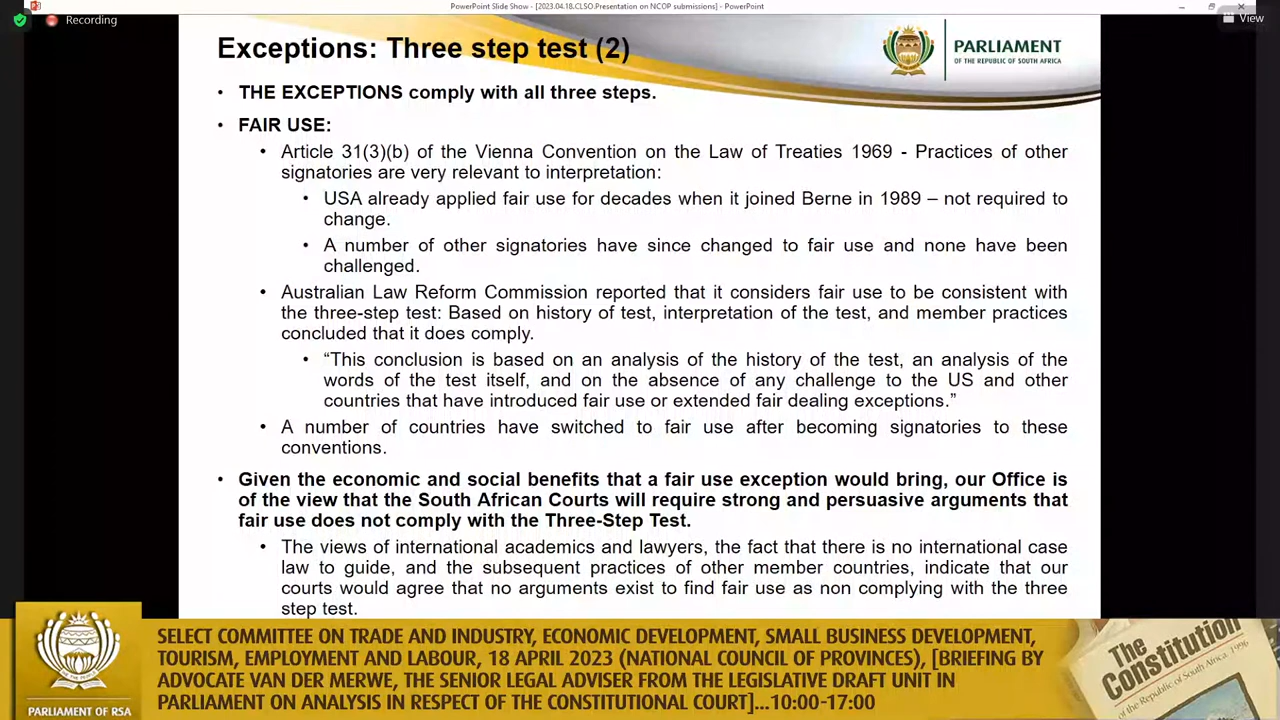 PowerPoint Slide Show - [2023.04.18.CLSO.Presentation on NCOP submissions] - PowerPoint
Recording
View
Exceptions: Three step test (2)
PARLIAMENT
OF THE REPUBLIC OF SOUTH AFRICA
• THE EXCEPTIONS comply with all three steps.
• FAIR USE:
• Article 31(3)(b) of the Vienna Convention on the Law of Treaties 1969 - Practices of other
signatories are very relevant to interpretation:
• USA already applied fair use for decades when it joined Berne in 1989 – not required to
change.
• A number of other signatories have since changed to fair use and none have been
challenged.
• Australian Law Reform Commission reported that it considers fair use to be consistent with
the three-step test: Based on history of test, interpretation of the test, and member practices
concluded that it does comply.
• “This conclusion is based on an analysis of the history of the test, an analysis of the
words of the test itself, and on the absence of any challenge to the US and other
countries that have introduced fair use or extended fair dealing exceptions.”
• A number of countries have switched to fair use after becoming signatories to these
conventions.
• Given the economic and social benefits that a fair use exception would bring, our Office is
of the view that the South African Courts will require strong and persuasive arguments that
fair use does not comply with the Three-Step Test.
• The views of international academics and lawyers, the fact that there is no international case
law to guide, and the subsequent practices of other member countries, indicate that our
courts would agree that no arguments exist to find fair use as non complying with the three
step test.
SELECT COMMITTEE ON TRADE AND INDUSTRY, ECONOMIC DEVELOPMENT, SMALL BUSINESS DEVELOPMENT,
TOURISM, EMPLOYMENT AND LABOUR, 18 APRIL 2023 (NATIONAL COUNCIL OF PROVINCES), [BRIEFING BY
ADVOCATE VAN DER MERWE, THE SENIOR LEGAL ADVISER FROM THE LEGISLATIVE DRAFT UNIT IN
PARLIAMENT ON ANALYSIS IN RESPECT OF THE CONSTITUTIONAL COURT]...10:00-17:00
PARLIAMENT OF RSA
The
Constitution
of the Republic of South Africa, 1996